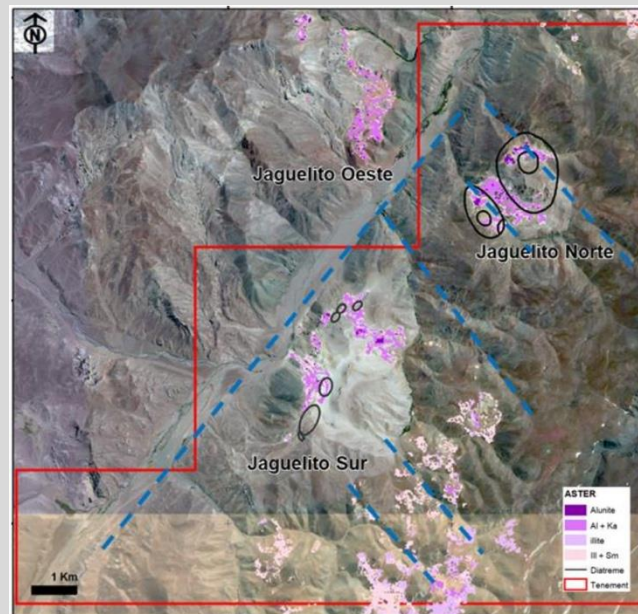 N
Jaguelito Oeste
Jaguelito Norte
Jaguelito Sur
1 Km
ASTER
Alunite
Al + Ka
illite
Ill + Sm
Diatreme
Tenement